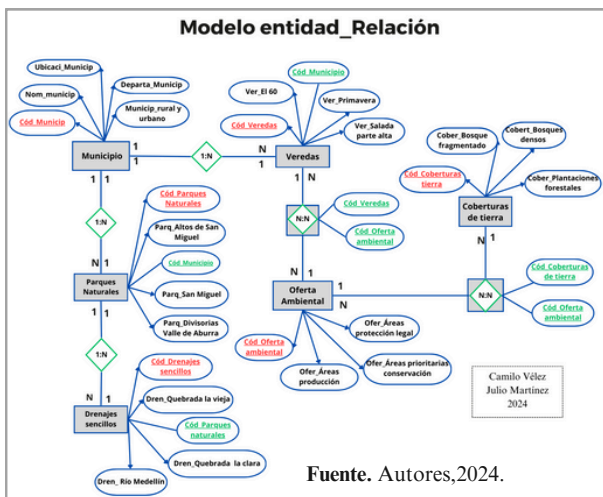 Modelo entidad_Relación
Ubicaci_Municip
Nom_municip
Departa_Municip
Cód_Municip
Municip_rural y
urbano
Municipio
1
1
1:N
N
1
Cód_Municipio
Ver_El 60
Ver_Primavera
Cód_Veredas
Ver_Salada
parte alta
Veredas
Cober_Bosque
fragmentado
Cobert_Bosques
densos
Cód_Coberturas
tierra
Cober_Plantaciones
forestales
Coberturas
de tierra
1
1
1:N
N
1
Cód_Parques
Naturales
Parq_Altos de San
Miguel
Cód_Municipio
Parq_San Miguel
Parq_Divisorias
Valle de Aburra
Parques
Naturales
1
N
N:N
Cód_Veredas
Cód_Oferta
ambiental
N
1
Oferta
Ambiental
1
N
N
1
N:N
Cód_Coberturas
de tierra
Cód_Oferta
ambiental
Cód_Oferta
ambiental
Ofer_Áreas
protección legal
Ofer_Áreas
producción
Ofer_Áreas prioritarias
conservación
1
1
1:N
N
1
Drenajes
sencillos
Cód_Drenajes
sencillos
Dren_Quebrada la vieja
Cód_Parques
naturales
Dren_Quebrada la clara
Dren_ Río Medellín
Camilo Vélez
Julio Martínez
2024
Fuente. Autores,2024.